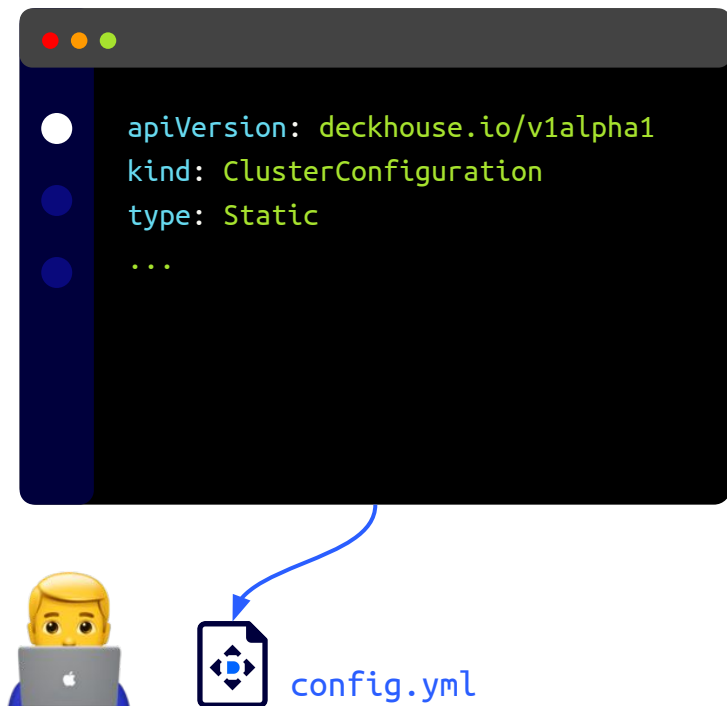 apiVersion: deckhouse.io/v1alpha1
kind: ClusterConfiguration
type: Static
...
config.yml